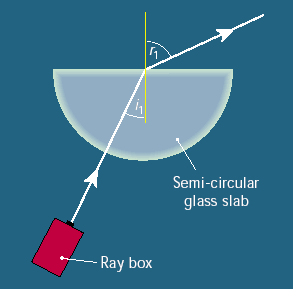 r₁
i₁
Semi-circular
glass slab
Ray box